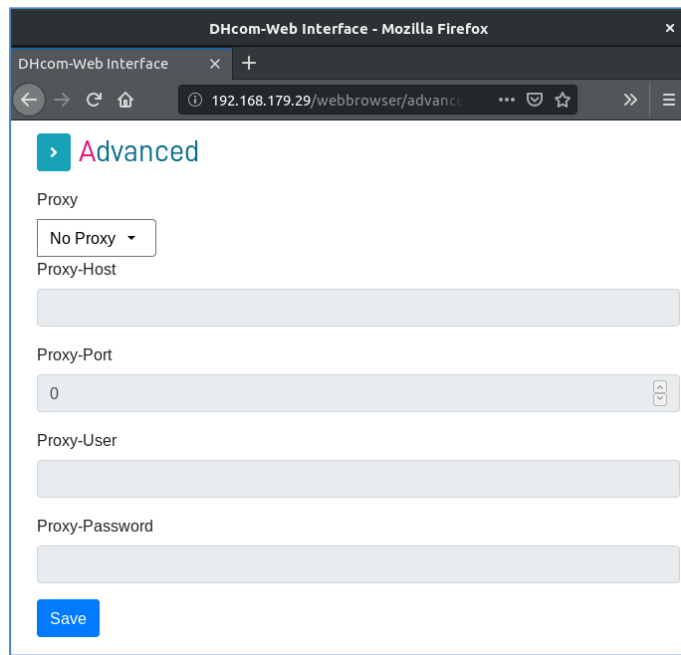 DHcom-Web Interface - Mozilla Firefox
DHcom-Web Interface
192.168.179.29/webbrowser/advance
Advanced
Proxy
No Proxy
Proxy-Host
Proxy-Port
0
Proxy-User
Proxy-Password
Save